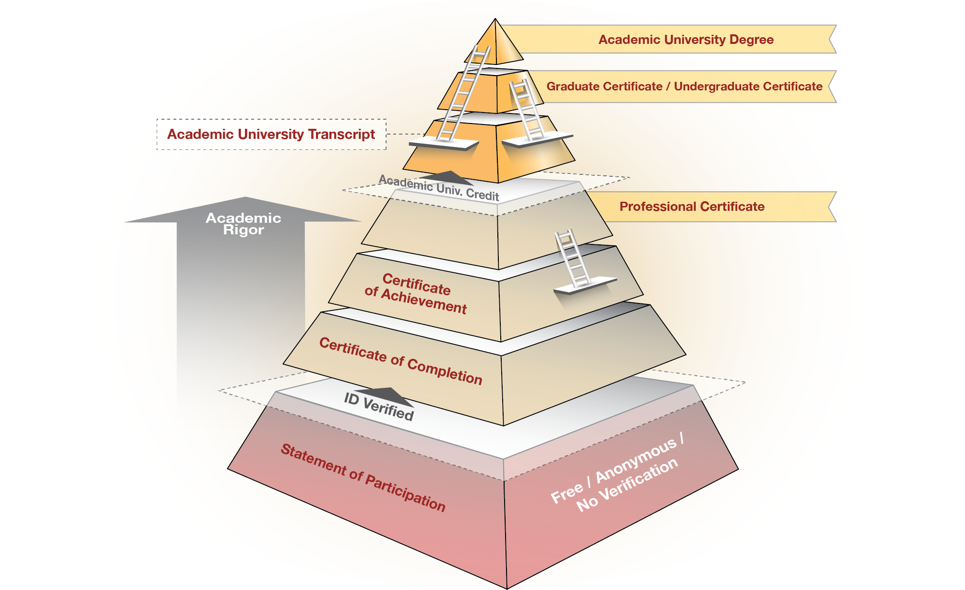 Academic University Degree
Graduate Certificate / Undergraduate Certificate
Academic University Transcript
Academic Univ. Credit
Professional Certificate
Academic
Rigor
Certificate
of Achievement
Certificate of Completion
ID Verified
Statement of Participation
Free / Anonymous /
No Verification